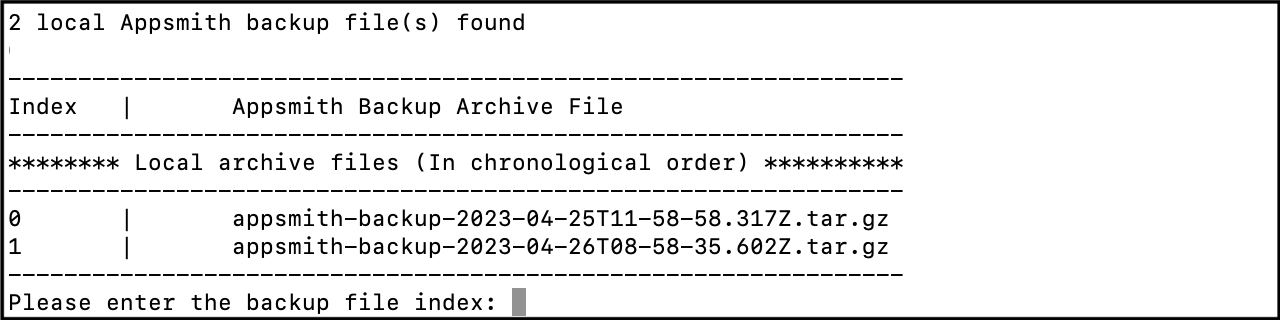 2 local Appsmith backup file(s) found
----------------------------------------------------------------
Index   |       Appsmith Backup Archive File
----------------------------------------------------------------
******** Local archive files (In chronological order) **********
----------------------------------------------------------------
0       |       appsmith-backup-2023-04-25T11-58-58.317Z.tar.gz
1       |       appsmith-backup-2023-04-26T08-58-35.602Z.tar.gz
----------------------------------------------------------------
Please enter the backup file index: